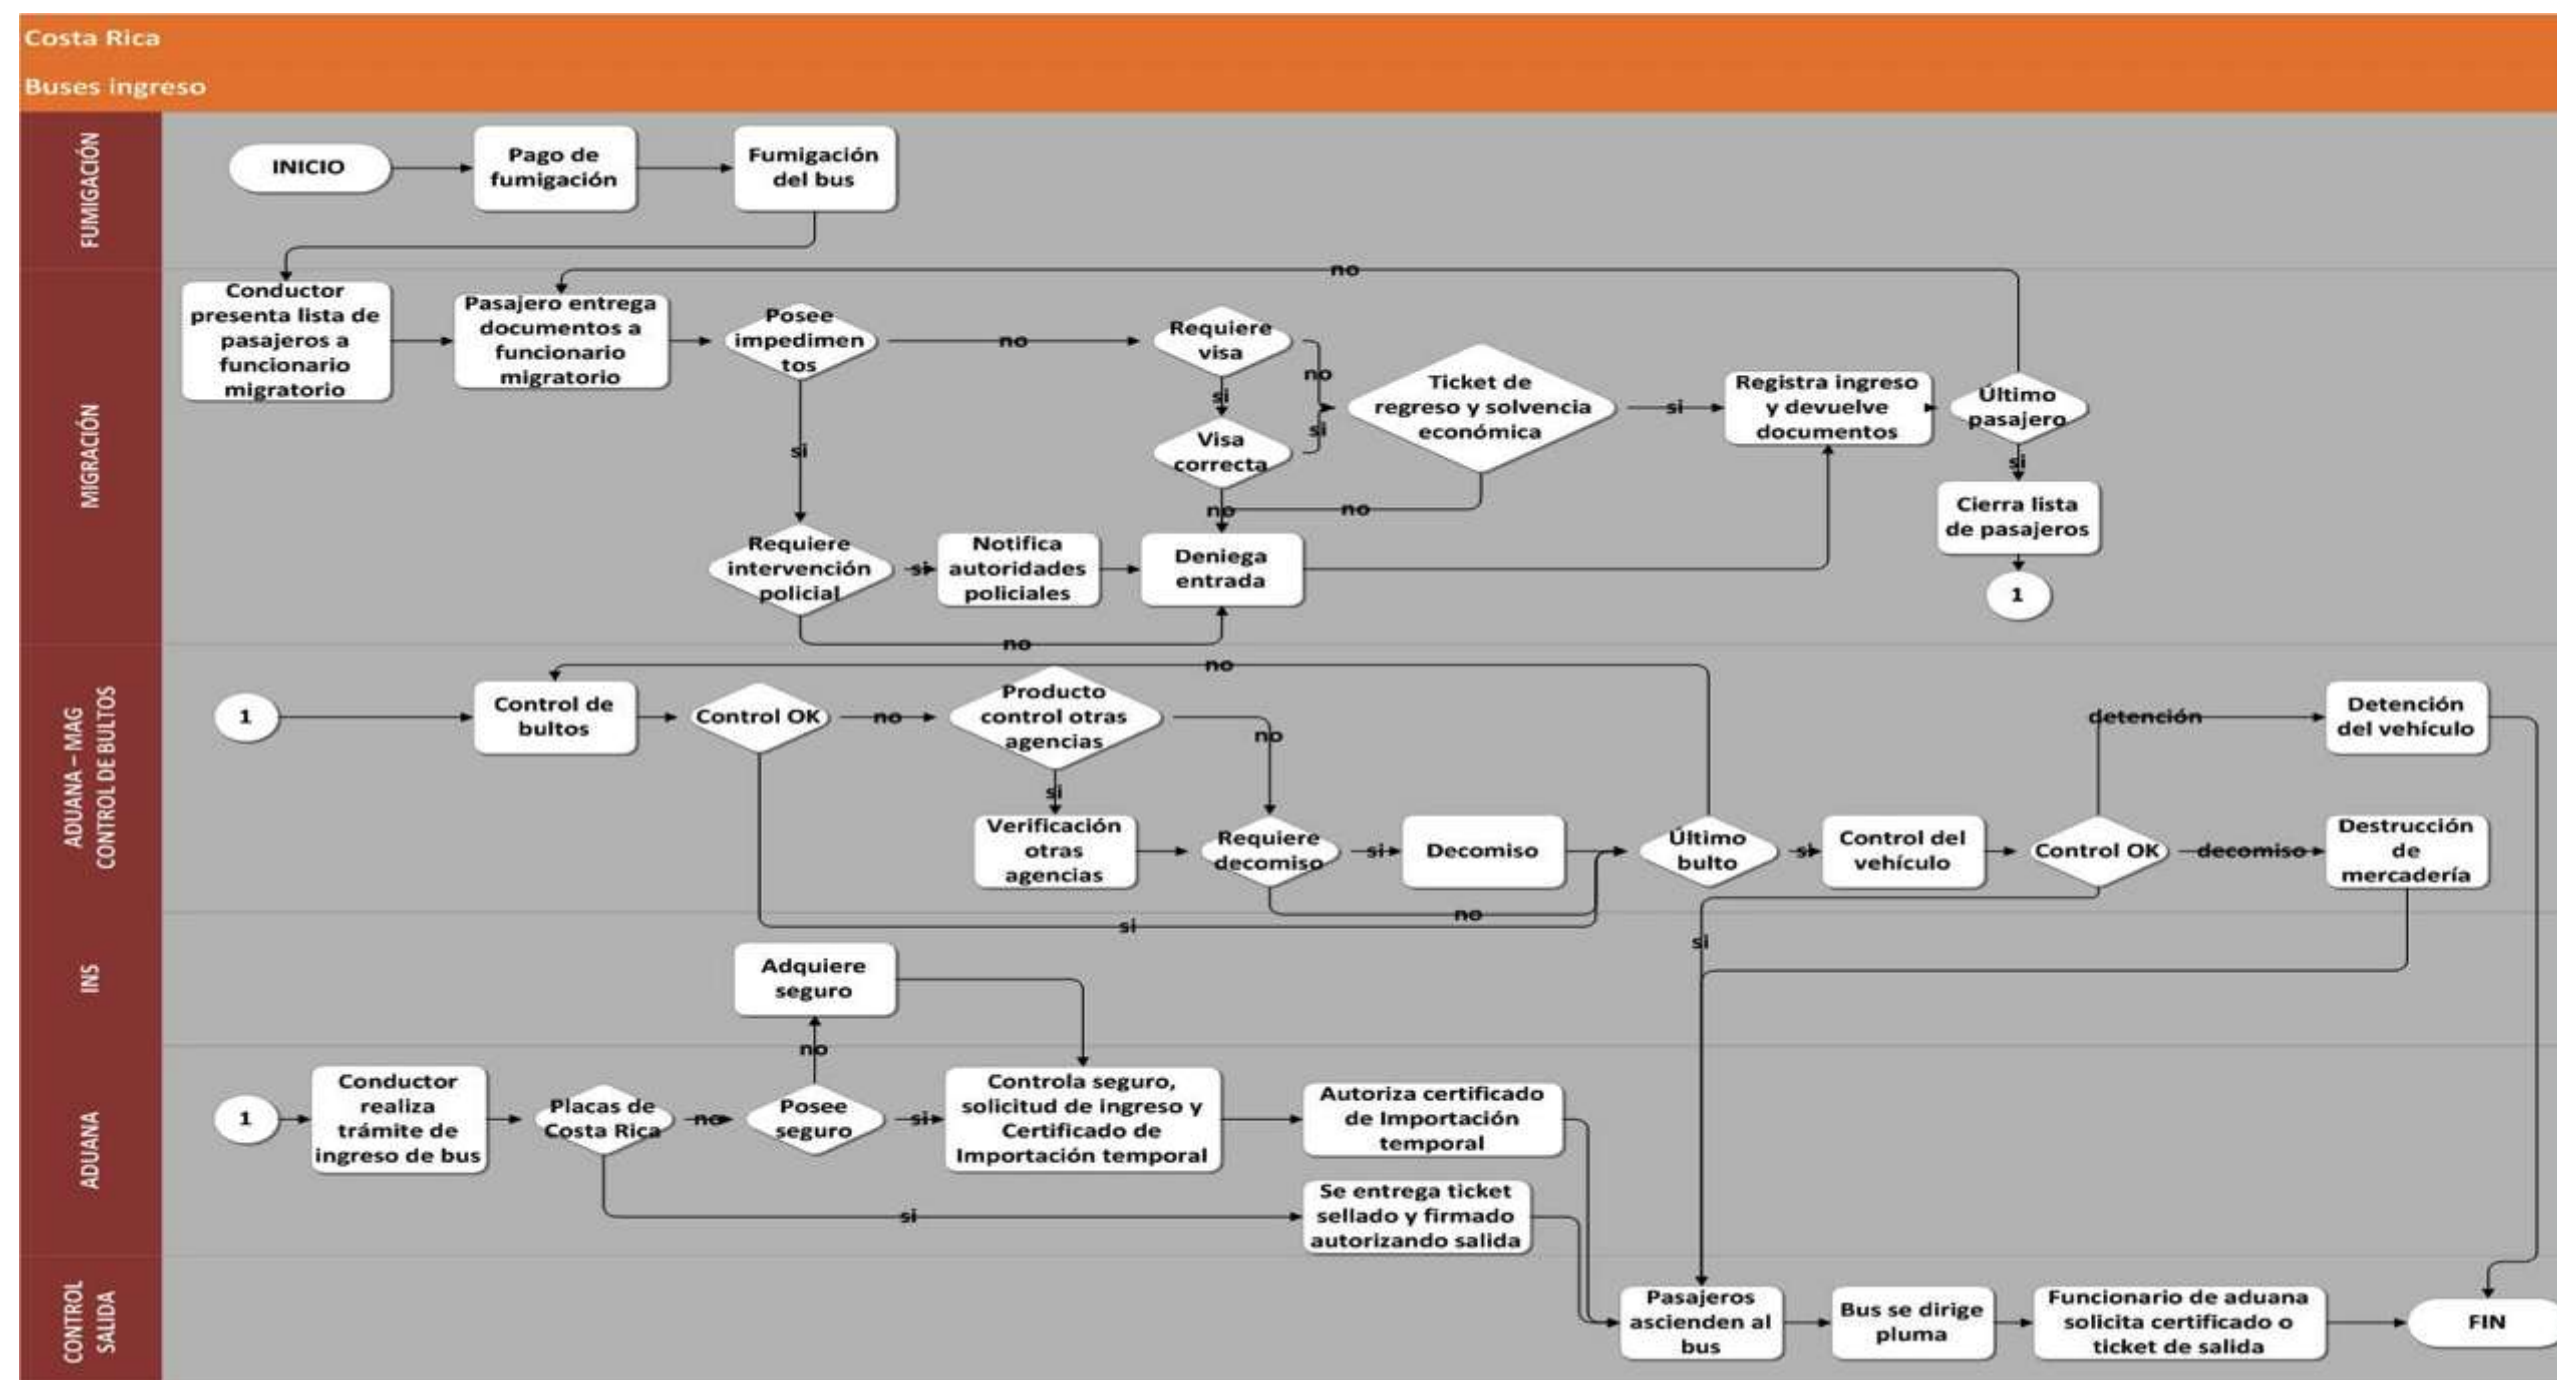 Costa Rica
Buses ingreso
FUMIGACIÓN
INICIO
Pago de
fumigación
Fumigación
del bus
MIGRACIÓN
Conductor
presenta lista de
pasajeros a
funcionario
migratorio
Pasajero entrega
documentos a
funcionario
migratorio
Posee
impedimen
tos
no
si
Requiere
visa
no
si
Visa
correcta
si
no
Ticket de
regreso y solvencia
económica
si
no
Registra ingreso
y devuelve
documentos
Último
pasajero
no
si
Cierra lista
de pasajeros
1
Requiere
intervención
policial
si
no
Notifica
autoridades
policiales
Deniega
entrada
ADUANA – MAG
CONTROL DE BULTOS
1
Control de
bultos
Control OK
no
si
Producto
control otras
agencias
no
si
Verificación
otras
agencias
Requiere
decomiso
si
no
Decomiso
Último
bulto
no
si
Control del
vehículo
Control OK
detención
decomiso
si
Detención
del vehículo
Destrucción
de
mercadería
INS
Adquiere
seguro
ADUANA
1
Conductor
realiza
trámite de
ingreso de bus
Placas de
Costa Rica
no
si
Posee
seguro
no
si
Controla seguro,
solicitud de ingreso y
Certificado de
Importación temporal
Autoriza certificado
de Importación
temporal
Se entrega ticket
sellado y firmado
autorizando salida
CONTROL
SALIDA
Pasajeros
ascienden al
bus
Bus se dirige
pluma
Funcionario de aduana
solicita certificado o
ticket de salida
FIN